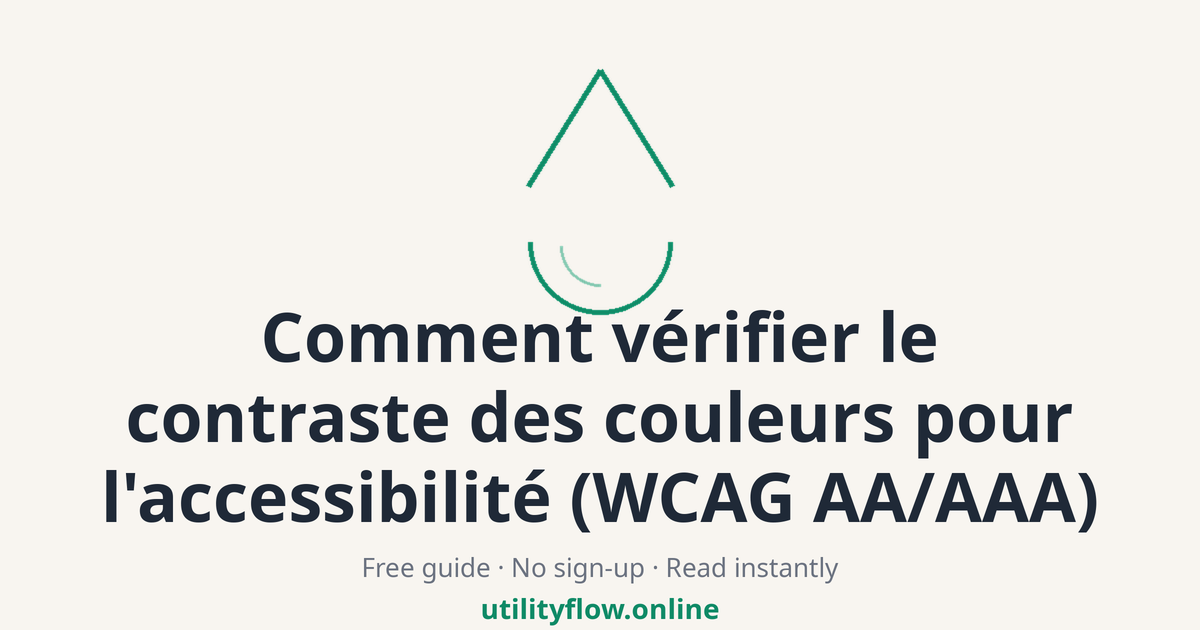 Comment vérifier le
contraste des couleurs pour
l'accessibilité (WCAG AA/AAA)
Free guide · No sign-up · Read instantly
utilityflow.online